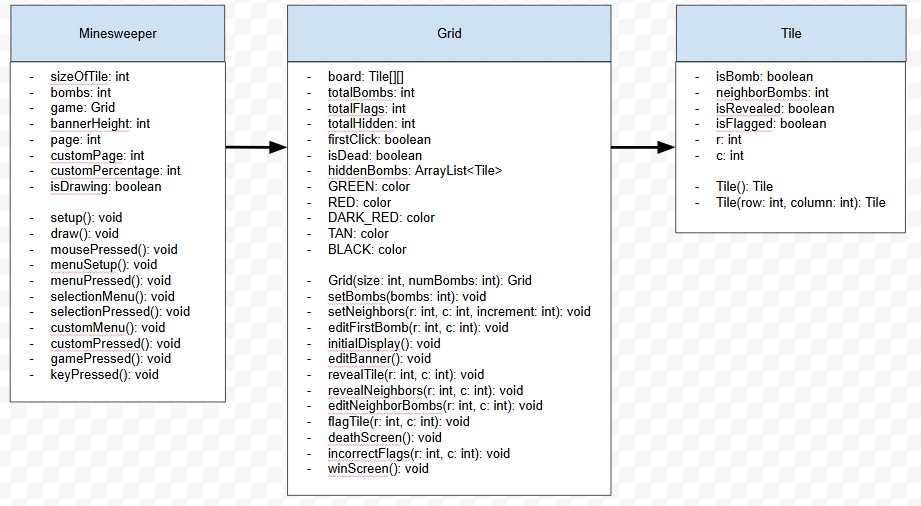 Minesweeper
- sizeOfTile: int
- bombs: int
- game: Grid
- bannerHeight: int
- page: int
- customPage: int
- customPercentage: int
- isDrawing: boolean
- setup(): void
- draw(): void
- mousePressed(): void
- menuSetup(): void
- menuPressed(): void
- selectionMenu(): void
- selectionPressed(): void
- customMenu(): void
- customPressed(): void
- gamePressed(): void
- keyPressed(): void
Grid
- board: Tile[][]
- totalBombs: int
- totalFlags: int
- totalHidden: int
- firstClick: boolean
- isDead: boolean
- hiddenBombs: ArrayList<Tile>
- GREEN: color
- RED: color
- DARK_RED: color
- TAN: color
- BLACK: color
- Grid(size: int, numBombs: int): Grid
- setBombs(bombs: int): void
- setNeighbors(r: int, c: int, increment: int): void
- editFirstBomb(r: int, c: int): void
- initialDisplay(): void
- editBanner(): void
- revealTile(r: int, c: int): void
- revealNeighbors(r: int, c: int): void
- editNeighborBombs(r: int, c: int): void
- flagTile(r: int, c: int): void
- deathScreen(): void
- incorrectFlags(r: int, c: int): void
- winScreen(): void
Tile
- isBomb: boolean
- neighborBombs: int
- isRevealed: boolean
- isFlagged: boolean
- r: int
- c: int
- Tile(): Tile
- Tile(row: int, column: int): Tile